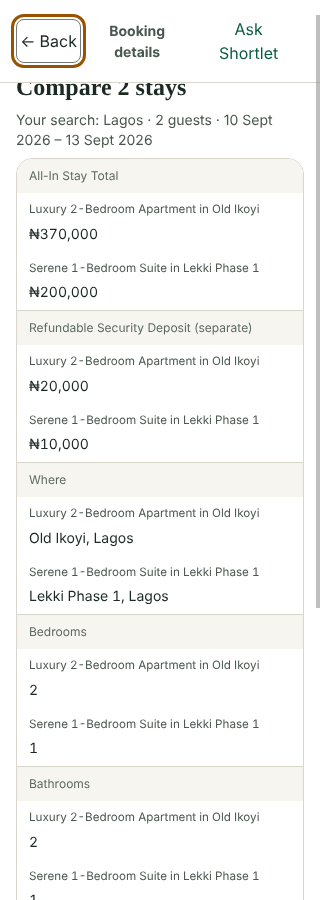 ← Back
Booking
details
Ask
Shortlet
Compare 2 stays
Your search: Lagos · 2 guests · 10 Sept
2026 – 13 Sept 2026
All-In Stay Total
Luxury 2-Bedroom Apartment in Old Ikoyi
₦370,000
Serene 1-Bedroom Suite in Lekki Phase 1
₦200,000
Refundable Security Deposit (separate)
Luxury 2-Bedroom Apartment in Old Ikoyi
₦20,000
Serene 1-Bedroom Suite in Lekki Phase 1
₦10,000
Where
Luxury 2-Bedroom Apartment in Old Ikoyi
Old Ikoyi, Lagos
Serene 1-Bedroom Suite in Lekki Phase 1
Lekki Phase 1, Lagos
Bedrooms
Luxury 2-Bedroom Apartment in Old Ikoyi
2
Serene 1-Bedroom Suite in Lekki Phase 1
1
Bathrooms
Luxury 2-Bedroom Apartment in Old Ikoyi
2
Serene 1-Bedroom Suite in Lekki Phase 1